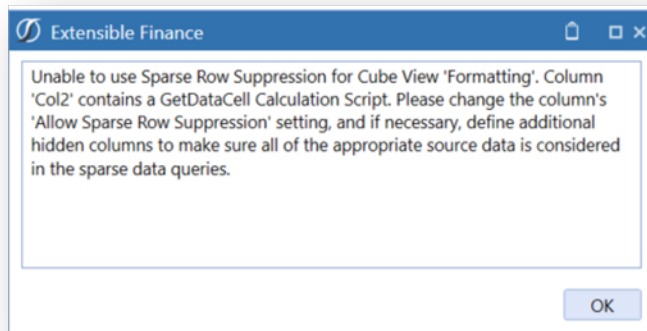 Extensible Finance
Unable to use Sparse Row Suppression for Cube View 'Formatting'. Column
'Col2' contains a GetDataCell Calculation Script. Please change the column's
'Allow Sparse Row Suppression' setting, and if necessary, define additional
hidden columns to make sure all of the appropriate source data is considered
in the sparse data queries.
OK